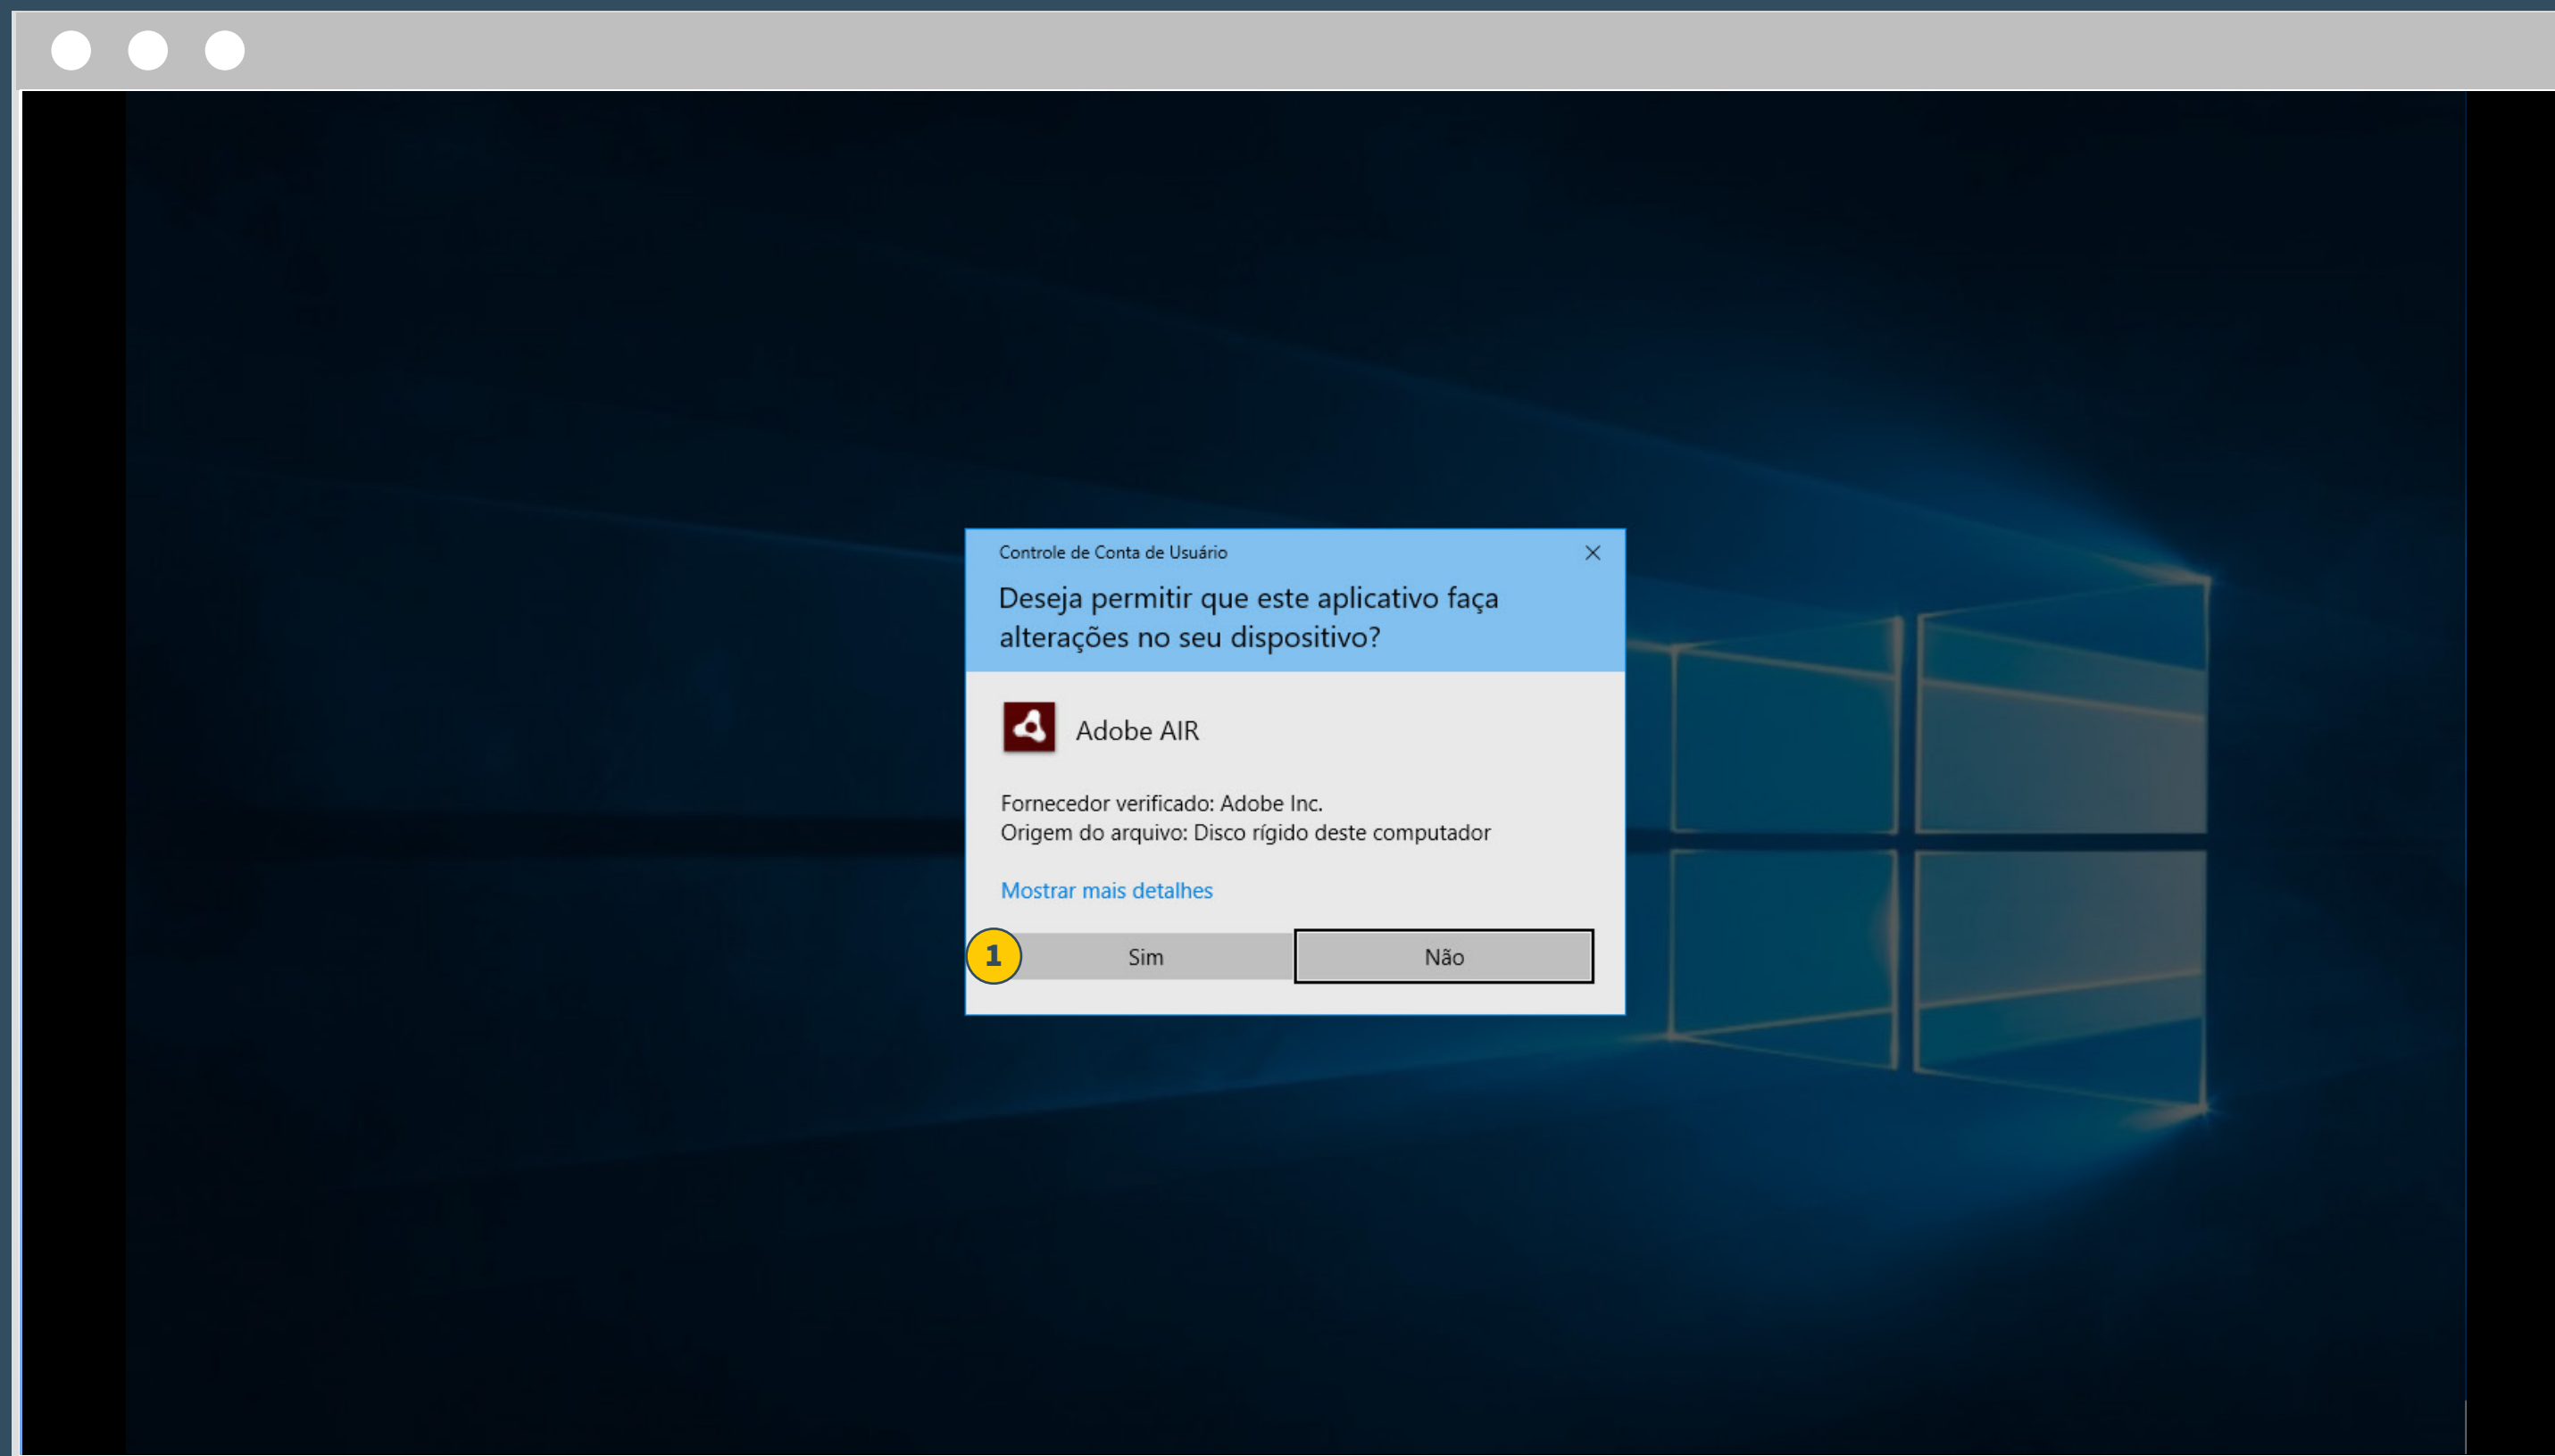 Controle de Conta de Usuário
Deseja permitir que este aplicativo faça
alterações no seu dispositivo?
Adobe AIR
Fornecedor verificado: Adobe Inc.
Origem do arquivo: Disco rígido deste computador
Mostrar mais detalhes
1 Sim Não